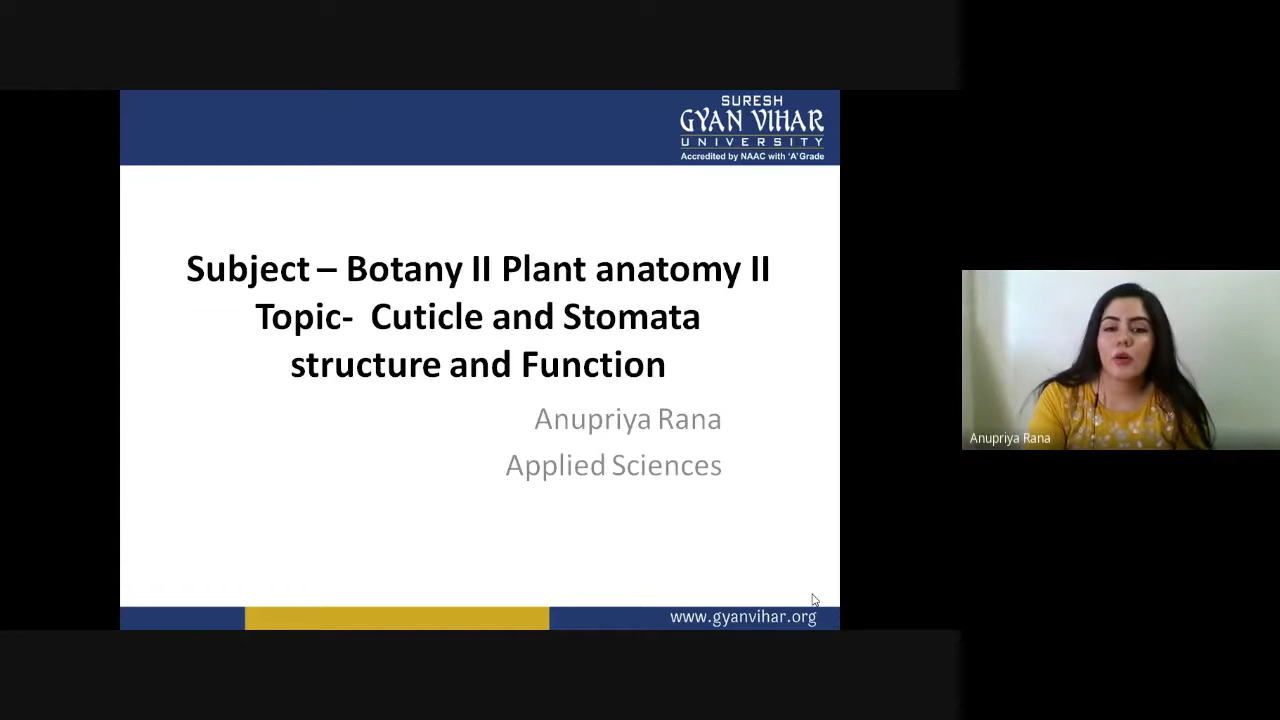 SURESH
GYAN VIHAR
UNIVERSITY
Accredited by NAAC with 'A' Grade
Subject – Botany II Plant anatomy II
Topic- Cuticle and Stomata
structure and Function
Anupriya Rana
Applied Sciences
Anupriya Rana
www.gyanvihar.org